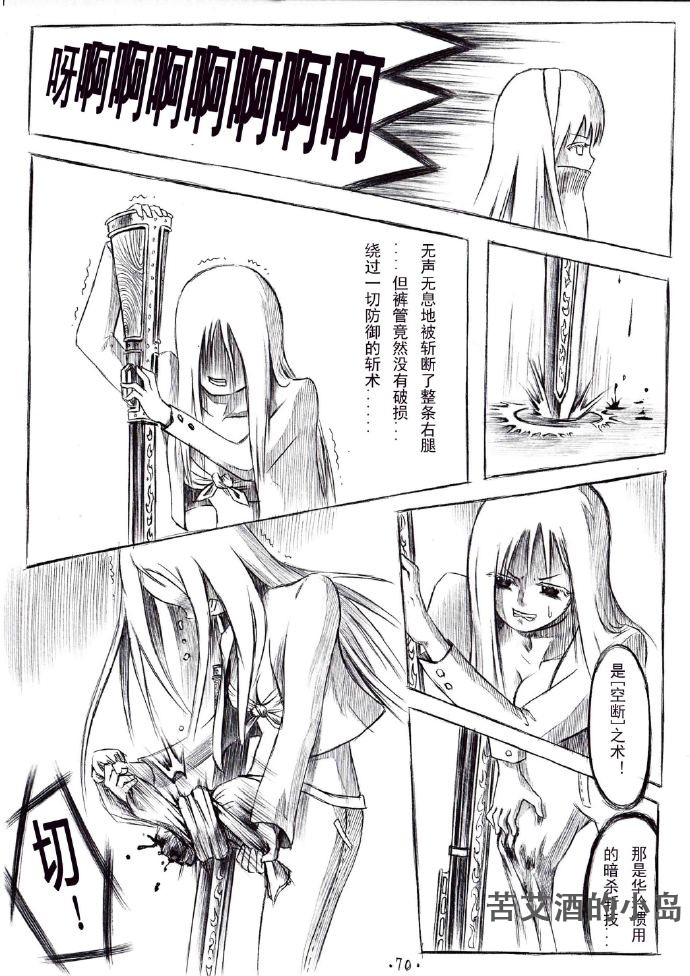 呀啊啊啊啊啊啊啊
无声无息地被斩断了整条右腿
....但裤管竟然没有破损...
绕过一切防御的斩术......
是[空断]之术！
那是华
惯用
的暗杀
技....
切！
苦艾酒的小岛
·70·